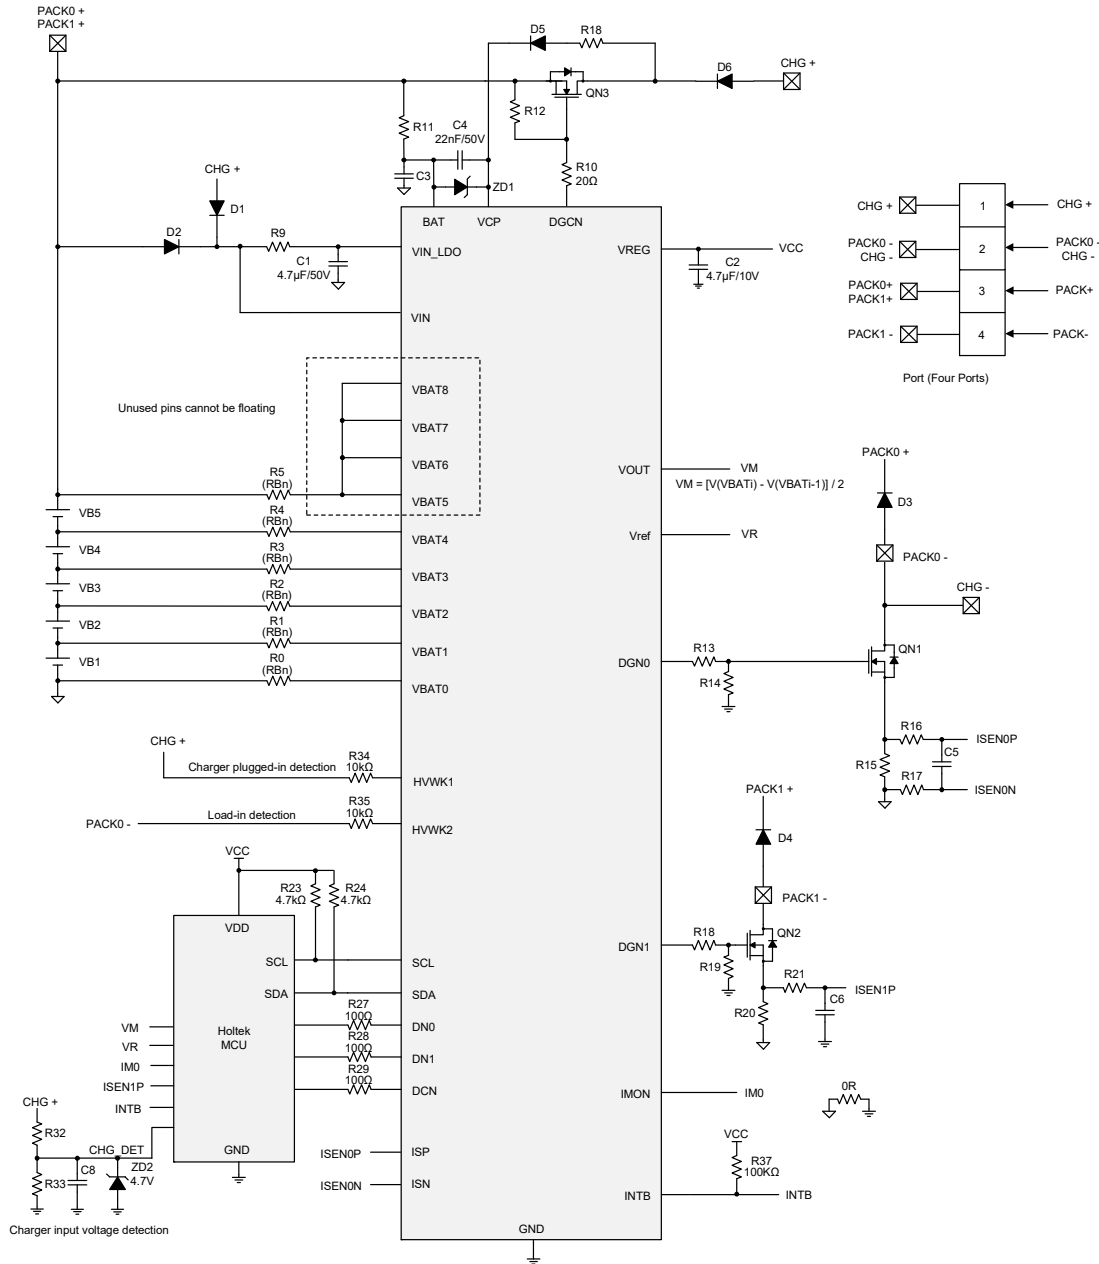 PACK0 +
PACK1 +
D5
R18
D6
CHG +
QN3
R12
R11
C4
22nF/50V
C3
ZD1
R10
20Ω
CHG +
D1
D2
R9
C1
4.7µF/50V
BAT
VCP
DGCN
VIN_LDO
VIN
VREG
C2
4.7µF/10V
VCC
CHG +
1
CHG +
PACK0 -
CHG -
2
PACK0 -
CHG -
PACK0+
PACK1+
3
PACK+
PACK1 -
4
PACK-
Port (Four Ports)
Unused pins cannot be floating
VBAT8
VBAT7
VBAT6
VBAT5
VBAT4
VBAT3
VBAT2
VBAT1
VBAT0
R5
(RBn)
R4
(RBn)
R3
(RBn)
R2
(RBn)
R1
(RBn)
R0
(RBn)
VB5
VB4
VB3
VB2
VB1
VOUT
VM
VM = [V(VBATi) - V(VBATi-1)] / 2
Vref
VR
PACK0 +
D3
PACK0 -
CHG -
DGN0
R13
R14
QN1
R16
ISEN0P
C5
R15
R17
ISEN0N
CHG +
Charger plugged-in detection
R34
10kΩ
HVWK1
PACK0 -
Load-in detection
R35
10kΩ
HVWK2
PACK1 +
D4
PACK1 -
DGN1
R18
R19
QN2
R21
ISEN1P
C6
R20
VCC
R23
4.7kΩ
R24
4.7kΩ
VDD
SCL
SCL
SDA
SDA
Holtek
MCU
R27
100Ω
DN0
R28
100Ω
DN1
R29
100Ω
DCN
VM
VR
IM0
ISEN1P
INTB
GND
CHG +
R32
CHG_DET
R33
C8
ZD2
4.7V
Charger input voltage detection
ISEN0P
ISP
ISEN0N
ISN
IMON
IM0
0R
VCC
R37
100KΩ
INTB
INTB
GND